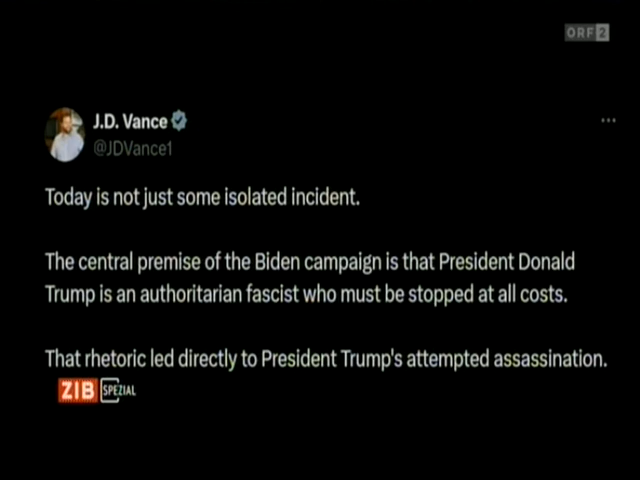 ORF 2
J.D. Vance
@JDVance1
Today is not just some isolated incident.
The central premise of the Biden campaign is that President Donald
Trump is an authoritarian fascist who must be stopped at all costs.
That rhetoric led directly to President Trump's attempted assassination.
ZIB SPEZIAL